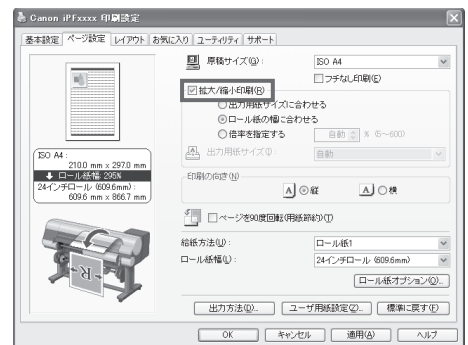 Canon iPFxxxx 印刷設定
基本設定 ページ設定 レイアウト お気に入り ユーティリティ サポート
原稿サイズ(Q): ISO A4
フチなし印刷(E)
拡大/縮小印刷(R)
出力用紙サイズに合わせる
ロール紙の幅に合わせる
倍率を指定する 自動 % (5~600)
出力用紙サイズ 自動
ISO A4 :
210.0 mm x 297.0 mm
ロール紙幅: 295%
24インチロール (609.6mm) :
609.6 mm x 866.7 mm
印刷の向き(N)
A 縦 A 横
ページを90度回転(用紙節約)(T)
給紙方法(U): ロール紙1
ロール紙幅(L): 24インチロール (609.6mm)
R
ロール紙オプション(O)...
出力方法(D)... ユーザ用紙設定(Z)... 標準に戻す(F)
OK キャンセル 適用(A) ヘルプ